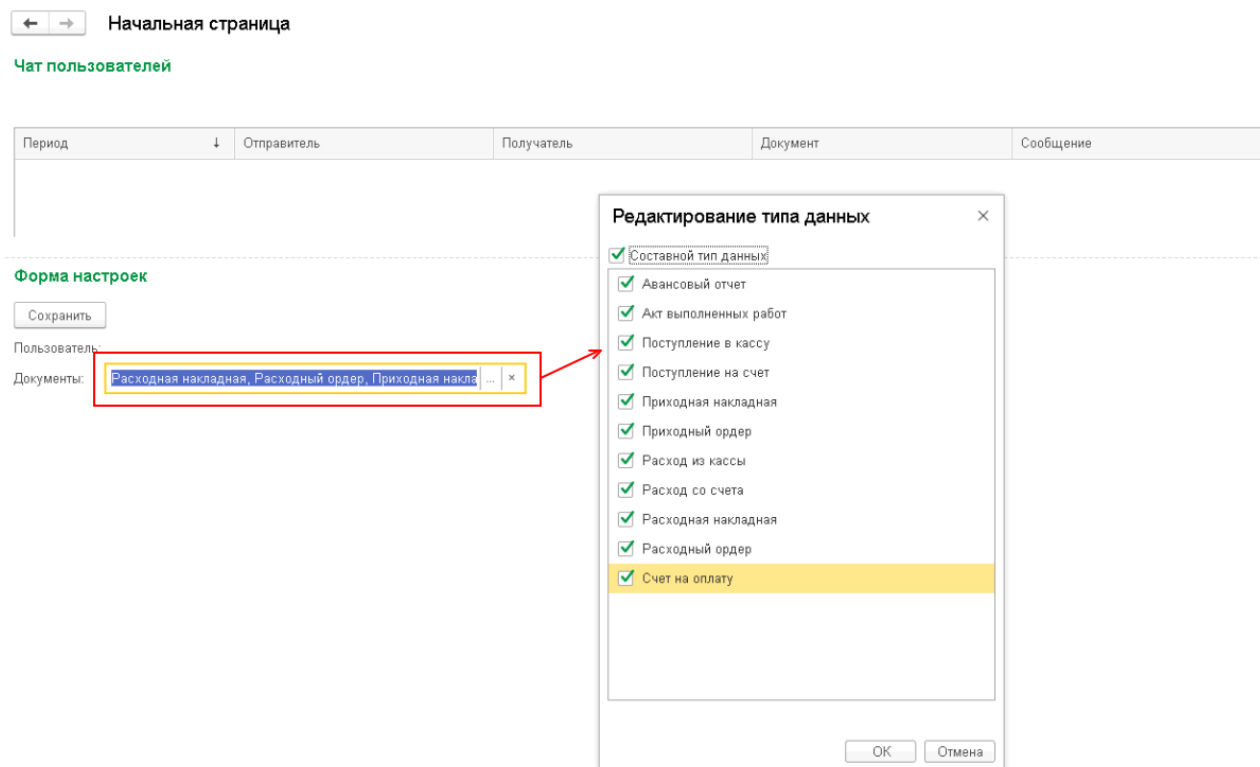 Начальная страница
Чат пользователей
Период Отправитель Получатель Документ Сообщение
Форма настроек
Сохранить
Пользователь:
Документы: Расходная накладная, Расходный ордер, Приходная накла ...
Редактирование типа данных
Составной тип данных
Авансовый отчет
Акт выполненных работ
Поступление в кассу
Поступление на счет
Приходная накладная
Приходный ордер
Расход из кассы
Расход со счета
Расходная накладная
Расходный ордер
Счет на оплату
ОК Отмена